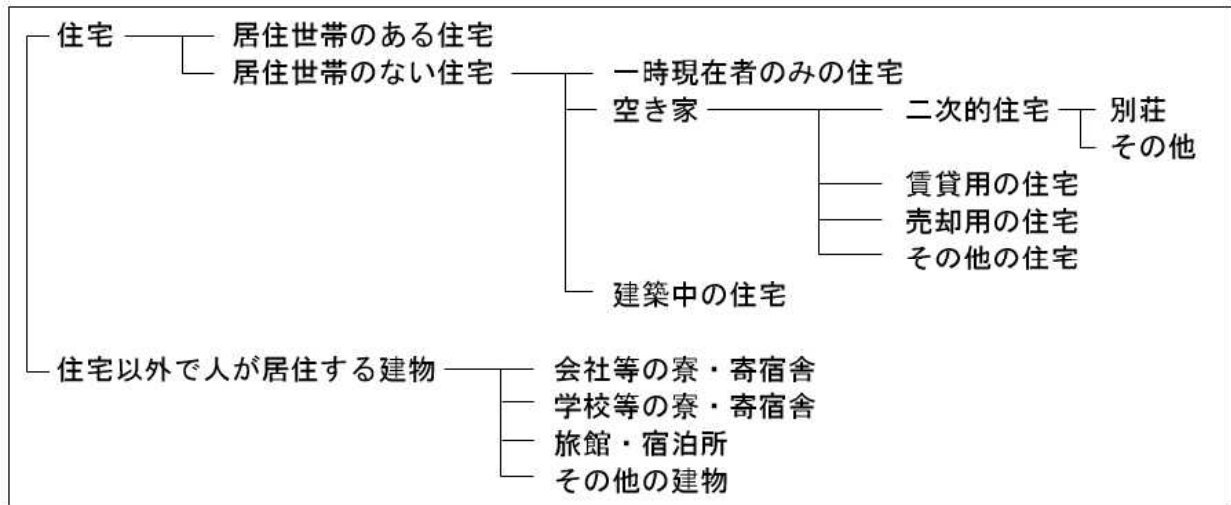 住宅 居住世帯のある住宅
居住世帯のない住宅 一時現在者のみの住宅
空き家 二次的住宅 別荘
その他
賃貸用の住宅
売却用の住宅
その他の住宅
建築中の住宅
住宅以外で人が居住する建物 会社等の寮・寄宿舎
学校等の寮・寄宿舎
旅館・宿泊所
その他の建物